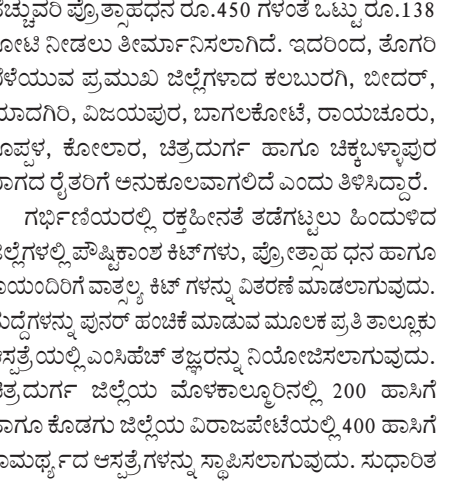 ಹೆಚ್ಚುವರಿ ಪ್ರೊತ್ಸಾಹಧನ ರೂ.450 ಗಳಂತೆ ಒಟ್ಟು ರೂ.138
ಕೋಟಿ ನೀಡಲು ತೀರ್ಮಾನಿಸಲಾಗಿದೆ. ಇದರಿಂದ, ತೊಗರಿ
ಬೆಳೆಯುವ ಪ್ರಮುಖ ಜಿಲ್ಲೆಗಳಾದ ಕಲಬುರಗಿ, ಬೀದರ್,
ಯಾದಗಿರಿ, ವಿಜಯಪುರ, ಬಾಗಲಕೋಟೆ, ರಾಯಚೂರು,
ಕೊಪ್ಪಳ, ಕೋಲಾರ, ಚಿತ್ರದುರ್ಗ ಹಾಗೂ ಚಿಕ್ಕಬಳ್ಳಾಪುರ
ಭಾಗದ ರೈತರಿಗೆ ಅನುಕೂಲವಾಗಲಿದೆ ಎಂದು ತಿಳಿಸಿದ್ದಾರೆ.
ಗರ್ಭಿಣಿಯರಲ್ಲಿ ರಕ್ತಹೀನತೆ ತಡೆಗಟ್ಟಲು ಹಿಂದುಳಿದ
ಜಿಲ್ಲೆಗಳಲ್ಲಿ ಪೌಷ್ಟಿಕಾಂಶ ಕಿಟ್‌ಗಳು, ಪ್ರೋತ್ಸಾಹ ಧನ ಹಾಗೂ
ತಾಯಂದಿರಿಗೆ ವಾತ್ಸಲ್ಯ ಕಿಟ್ ಗಳನ್ನು ವಿತರಣೆ ಮಾಡಲಾಗುವುದು.
ಹುದ್ದೆಗಳನ್ನು ಪುನರ್ ಹಂಚಿಕೆ ಮಾಡುವ ಮೂಲಕ ಪ್ರತಿ ತಾಲ್ಲೂಕು
ಆಸ್ಪತ್ರೆಯಲ್ಲಿ ಎಂಸಿಹೆಚ್ ತಜ್ಞರನ್ನು ನಿಯೋಜಿಸಲಾಗುವುದು.
ಚಿತ್ರದುರ್ಗ ಜಿಲ್ಲೆಯ ಮೊಳಕಾಲ್ಮೂರಿನಲ್ಲಿ 200 ಹಾಸಿಗೆ
ಹಾಗೂ ಕೊಡಗು ಜಿಲ್ಲೆಯ ವಿರಾಜಪೇಟೆಯಲ್ಲಿ 400 ಹಾಸಿಗೆ
ಸಾಮರ್ಥ್ಯದ ಆಸ್ಪತ್ರೆಗಳನ್ನು ಸ್ಥಾಪಿಸಲಾಗುವುದು. ಸುಧಾರಿತ